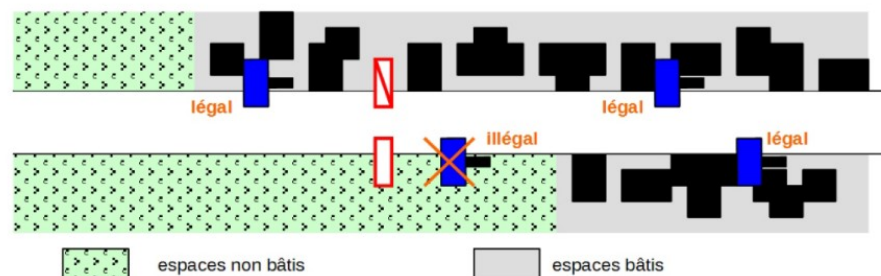 légal
légal
illégal
légal
espaces non bâtis
espaces bâtis